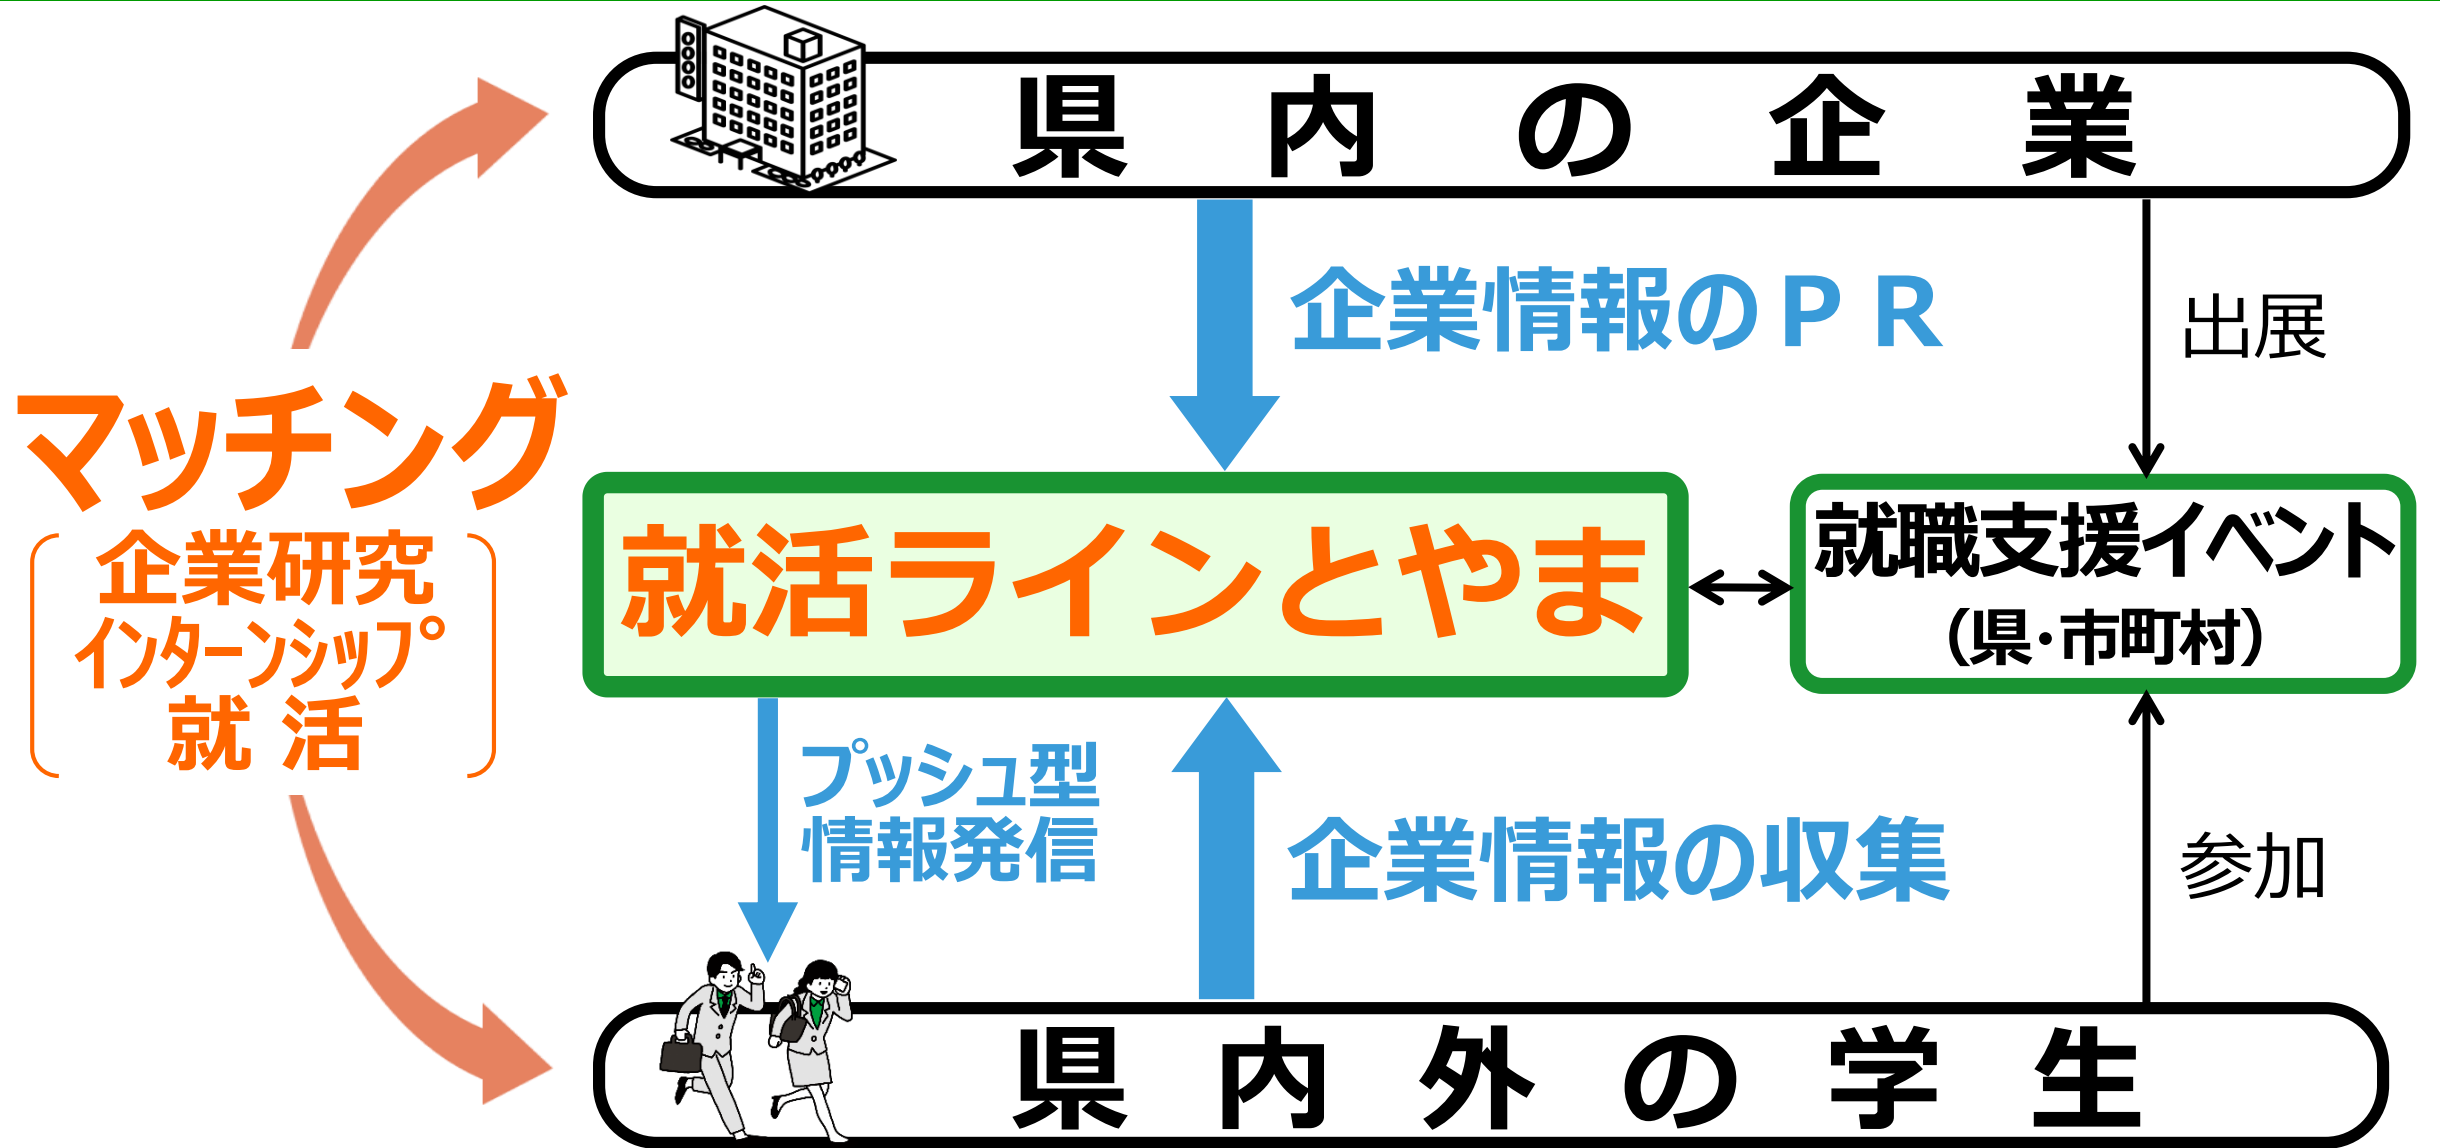 県内の企業
企業情報のＰＲ
出展
マッチング
企業研究
ｲﾝﾀｰﾝｼｯﾌﾟ
就活
就活ラインとやま
就職支援イベント
（県・市町村）
プッシュ型
情報発信
企業情報の収集
参加
県内外の学生